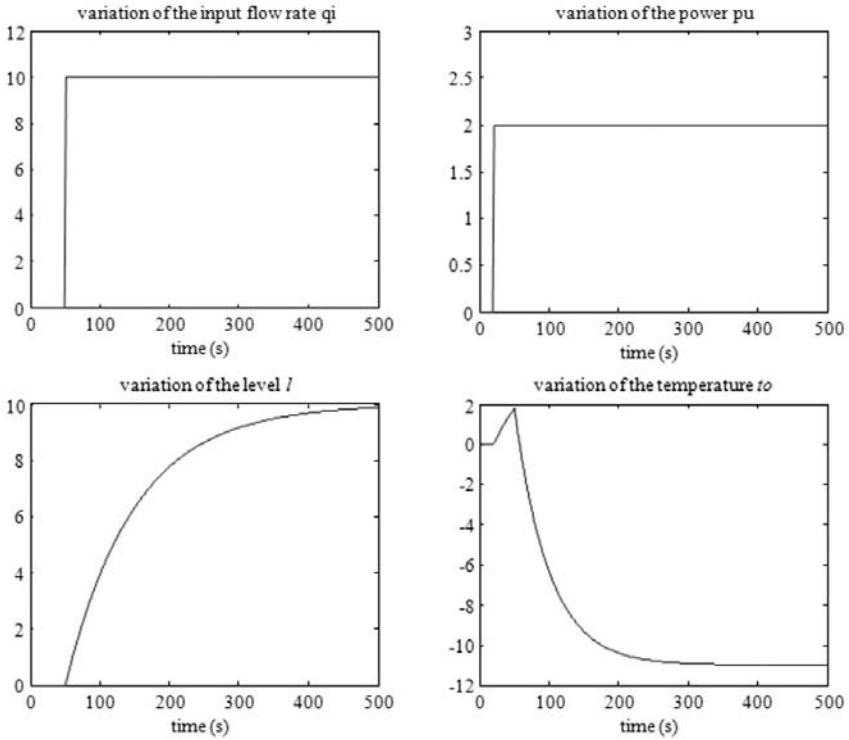 variation of the input flow rate qi
12
10
8
6
4
2
0
0 100 200 300 400 500
time (s)
variation of the power pu
3
2.5
2
1.5
1
0.5
0
0 100 200 300 400 500
time (s)
variation of the level l
10
8
6
4
2
0
0 100 200 300 400 500
time (s)
variation of the temperature to
2
0
-2
-4
-6
-8
-10
-12
0 100 200 300 400 500
time (s)